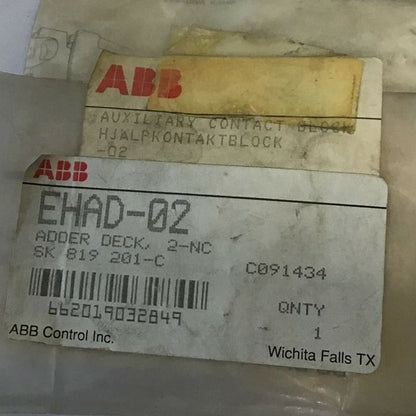 ABB
AUXILIARY CONTACT BLOCK
HJALPKONTAKTBLOCK
-02
ABB
EHAD-02
ADDER DECK, 2-NC
SK 819 201-C
C091434
662019032849
QNTY
1
ABB Control Inc.
Wichita Falls TX